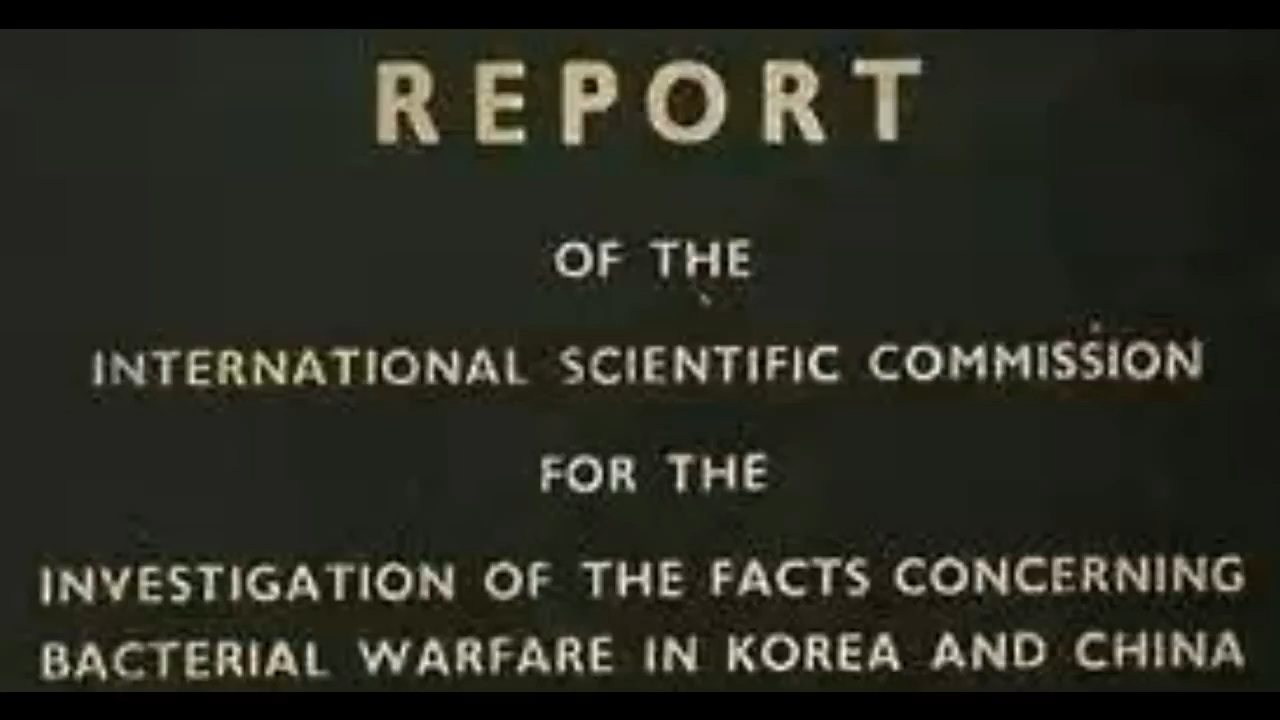 REPORT
OF THE
INTERNATIONAL SCIENTIFIC COMMISSION
FOR THE
INVESTIGATION OF THE FACTS CONCERNING
BACTERIAL WARFARE IN KOREA AND CHINA